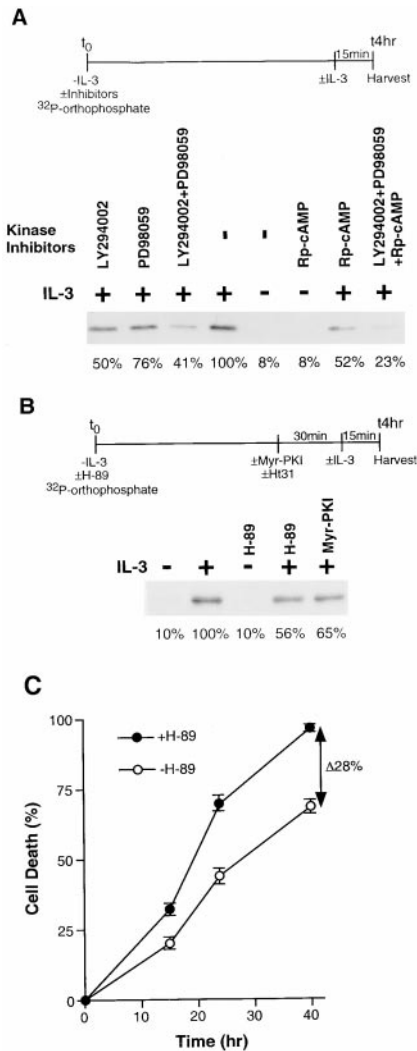 A
t0 15min t4hr
-IL-3 ±IL-3 Harvest
±Inhibitors
32P-orthophosphate
Kinase Inhibitors
LY294002
PD98059
LY294002+PD98059
-
-
Rp-cAMP
Rp-cAMP
LY294002+PD98059 +Rp-cAMP
IL-3 + + + + - - + +
50% 76% 41% 100% 8% 8% 52% 23%
B
t0 30min 15min t4hr
-IL-3 ±Myr-PKI ±IL-3 Harvest
±H-89 ±Ht31
32P-orthophosphate
H-89
H-89
Myr-PKI
IL-3 - + - + +
10% 100% 10% 56% 65%
C
100
75
50
25
0
Cell Death (%)
+H-89
-H-89
Δ28%
0 10 20 30 40
Time (hr)